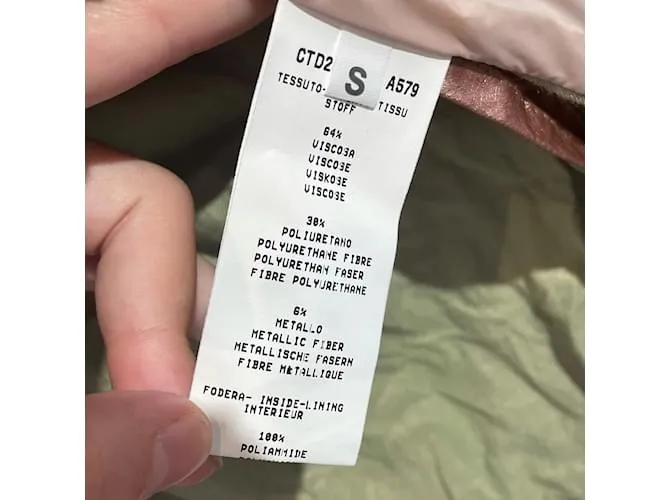 CTD2 S A579
TESSUTO- TISSU
STOFF
64%
VISCOSA
VISCOSE
VISKOSE
VISCOSE
30%
POLIURETANO
POLYURETHANE FIBRE
POLYURETHAN FASER
FIBRE POLYURETHANE
6%
METALLO
METALLIC FIBER
METALLISCHE FASERN
FIBRE METALLIQUE
FODERA- INSIDE-LINING
INTERIEUR
100%
POLIAMMIDE